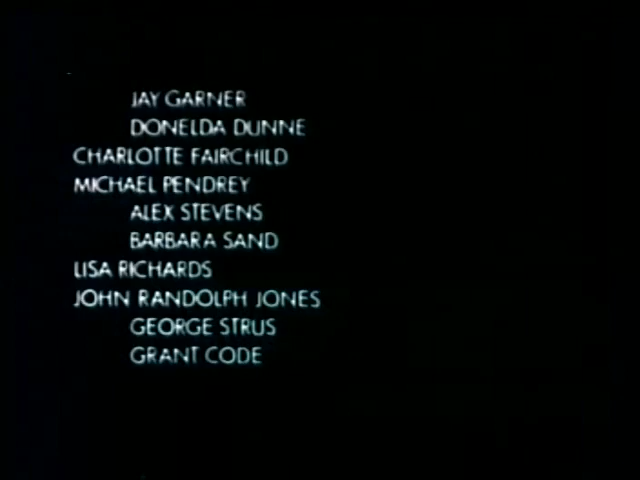 JAY GARNER
DONELDA DUNNE
CHARLOTTE FAIRCHILD
MICHAEL PENDREY
ALEX STEVENS
BARBARA SAND
LISA RICHARDS
JOHN RANDOLPH JONES
GEORGE STRUS
GRANT CODE